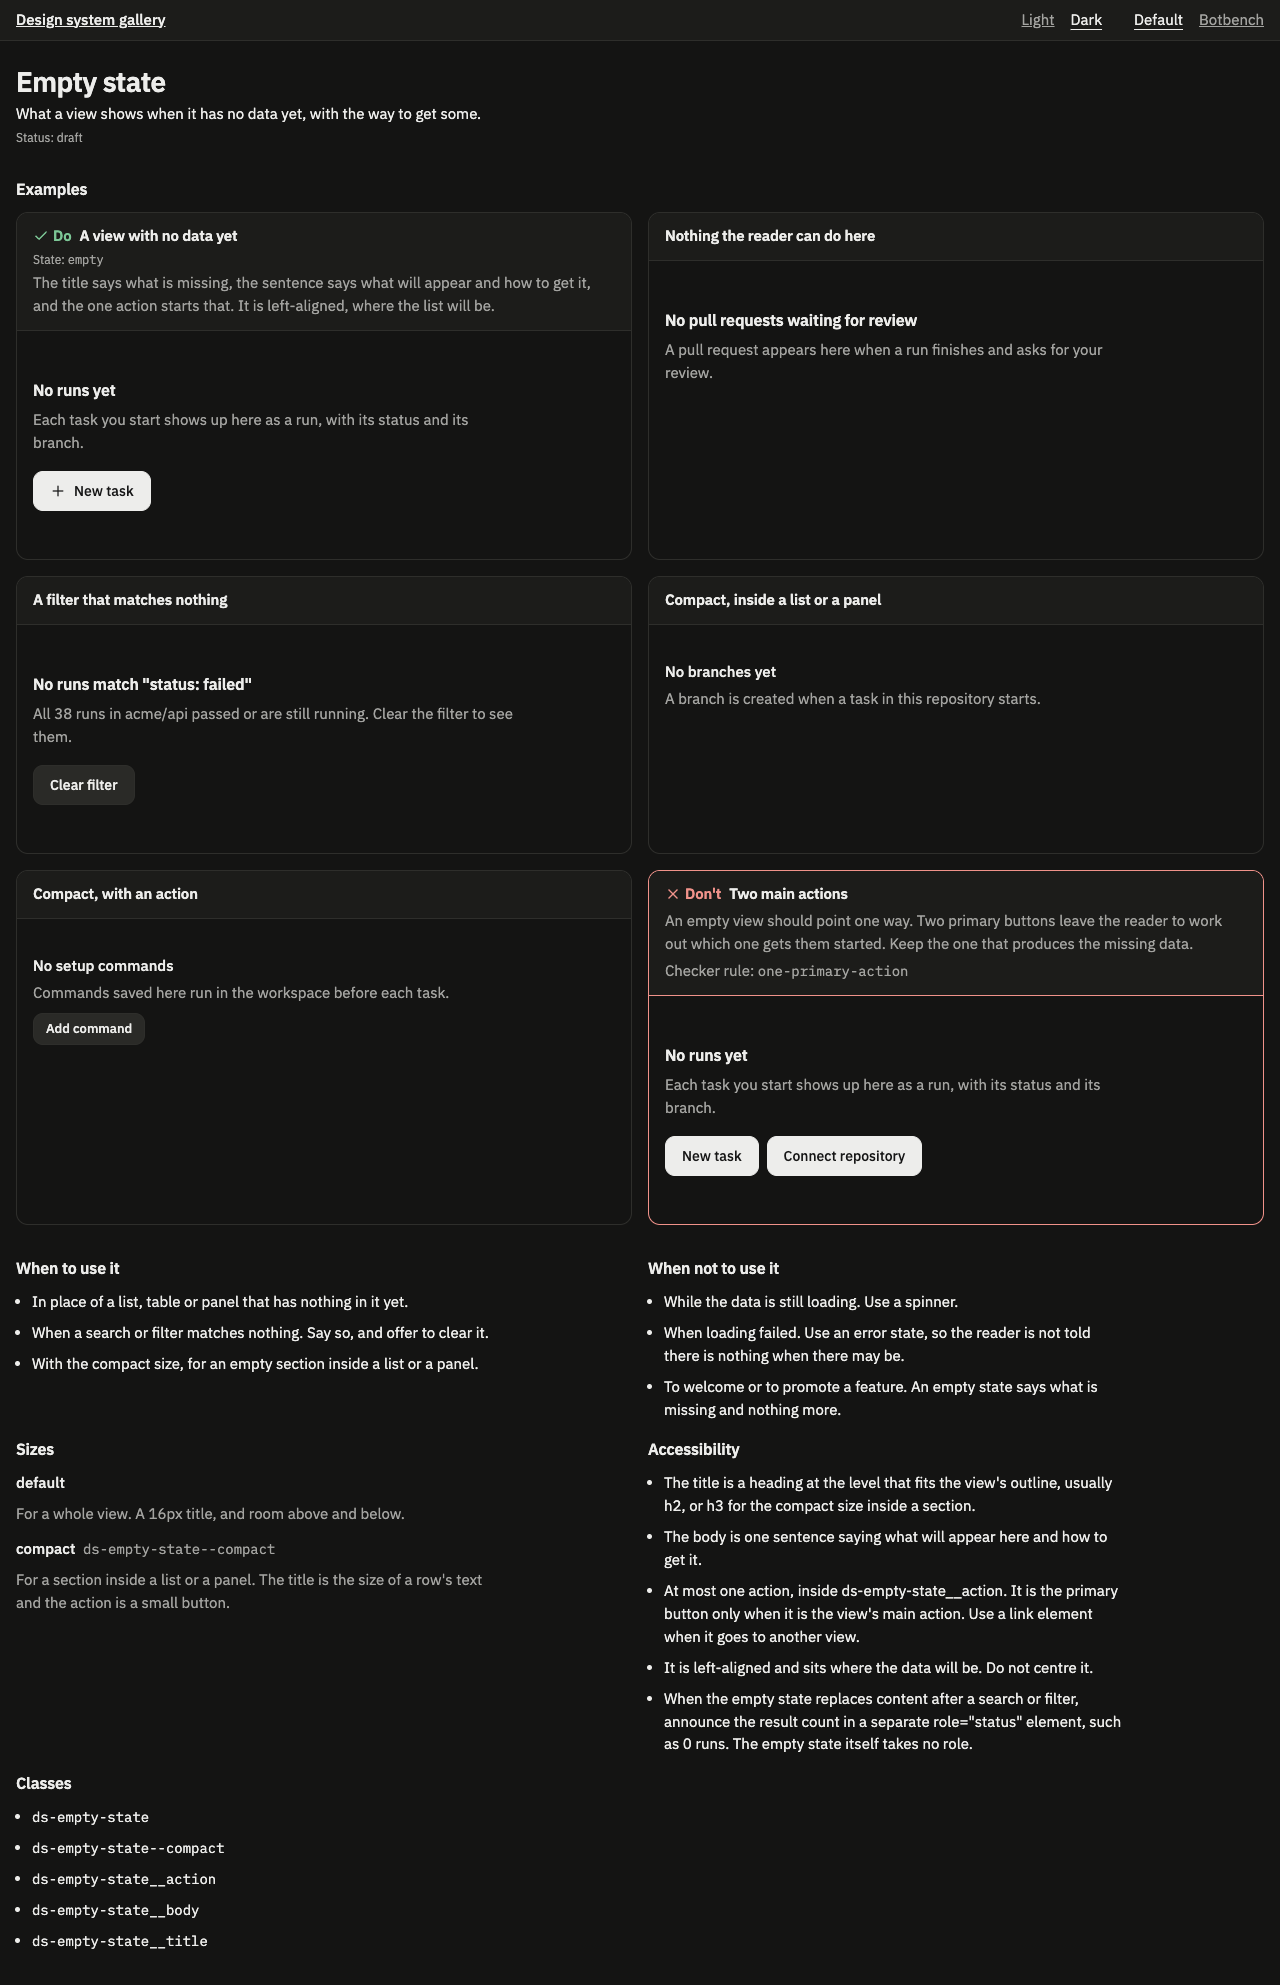 Design system gallery
Light Dark Default Botbench
Empty state
What a view shows when it has no data yet, with the way to get some.
Status: draft
Examples
Do A view with no data yet
State: empty
The title says what is missing, the sentence says what will appear and how to get it,
and the one action starts that. It is left-aligned, where the list will be.
No runs yet
Each task you start shows up here as a run, with its status and its
branch.
New task
Nothing the reader can do here
No pull requests waiting for review
A pull request appears here when a run finishes and asks for your
review.
A filter that matches nothing
No runs match "status: failed"
All 38 runs in acme/api passed or are still running. Clear the filter to see
them.
Clear filter
Compact, inside a list or a panel
No branches yet
A branch is created when a task in this repository starts.
Compact, with an action
No setup commands
Commands saved here run in the workspace before each task.
Add command
Don't Two main actions
An empty view should point one way. Two primary buttons leave the reader to work
out which one gets them started. Keep the one that produces the missing data.
Checker rule: one-primary-action
No runs yet
Each task you start shows up here as a run, with its status and its
branch.
New task Connect repository
When to use it
• In place of a list, table or panel that has nothing in it yet.
• When a search or filter matches nothing. Say so, and offer to clear it.
• With the compact size, for an empty section inside a list or a panel.
When not to use it
• While the data is still loading. Use a spinner.
• When loading failed. Use an error state, so the reader is not told
there is nothing when there may be.
• To welcome or to promote a feature. An empty state says what is
missing and nothing more.
Sizes
default
For a whole view. A 16px title, and room above and below.
compact ds-empty-state--compact
For a section inside a list or a panel. The title is the size of a row's text
and the action is a small button.
Accessibility
• The title is a heading at the level that fits the view's outline, usually
h2, or h3 for the compact size inside a section.
• The body is one sentence saying what will appear here and how to
get it.
• At most one action, inside ds-empty-state__action. It is the primary
button only when it is the view's main action. Use a link element
when it goes to another view.
• It is left-aligned and sits where the data will be. Do not centre it.
• When the empty state replaces content after a search or filter,
announce the result count in a separate role="status" element, such
as 0 runs. The empty state itself takes no role.
Classes
• ds-empty-state
• ds-empty-state--compact
• ds-empty-state__action
• ds-empty-state__body
• ds-empty-state__title